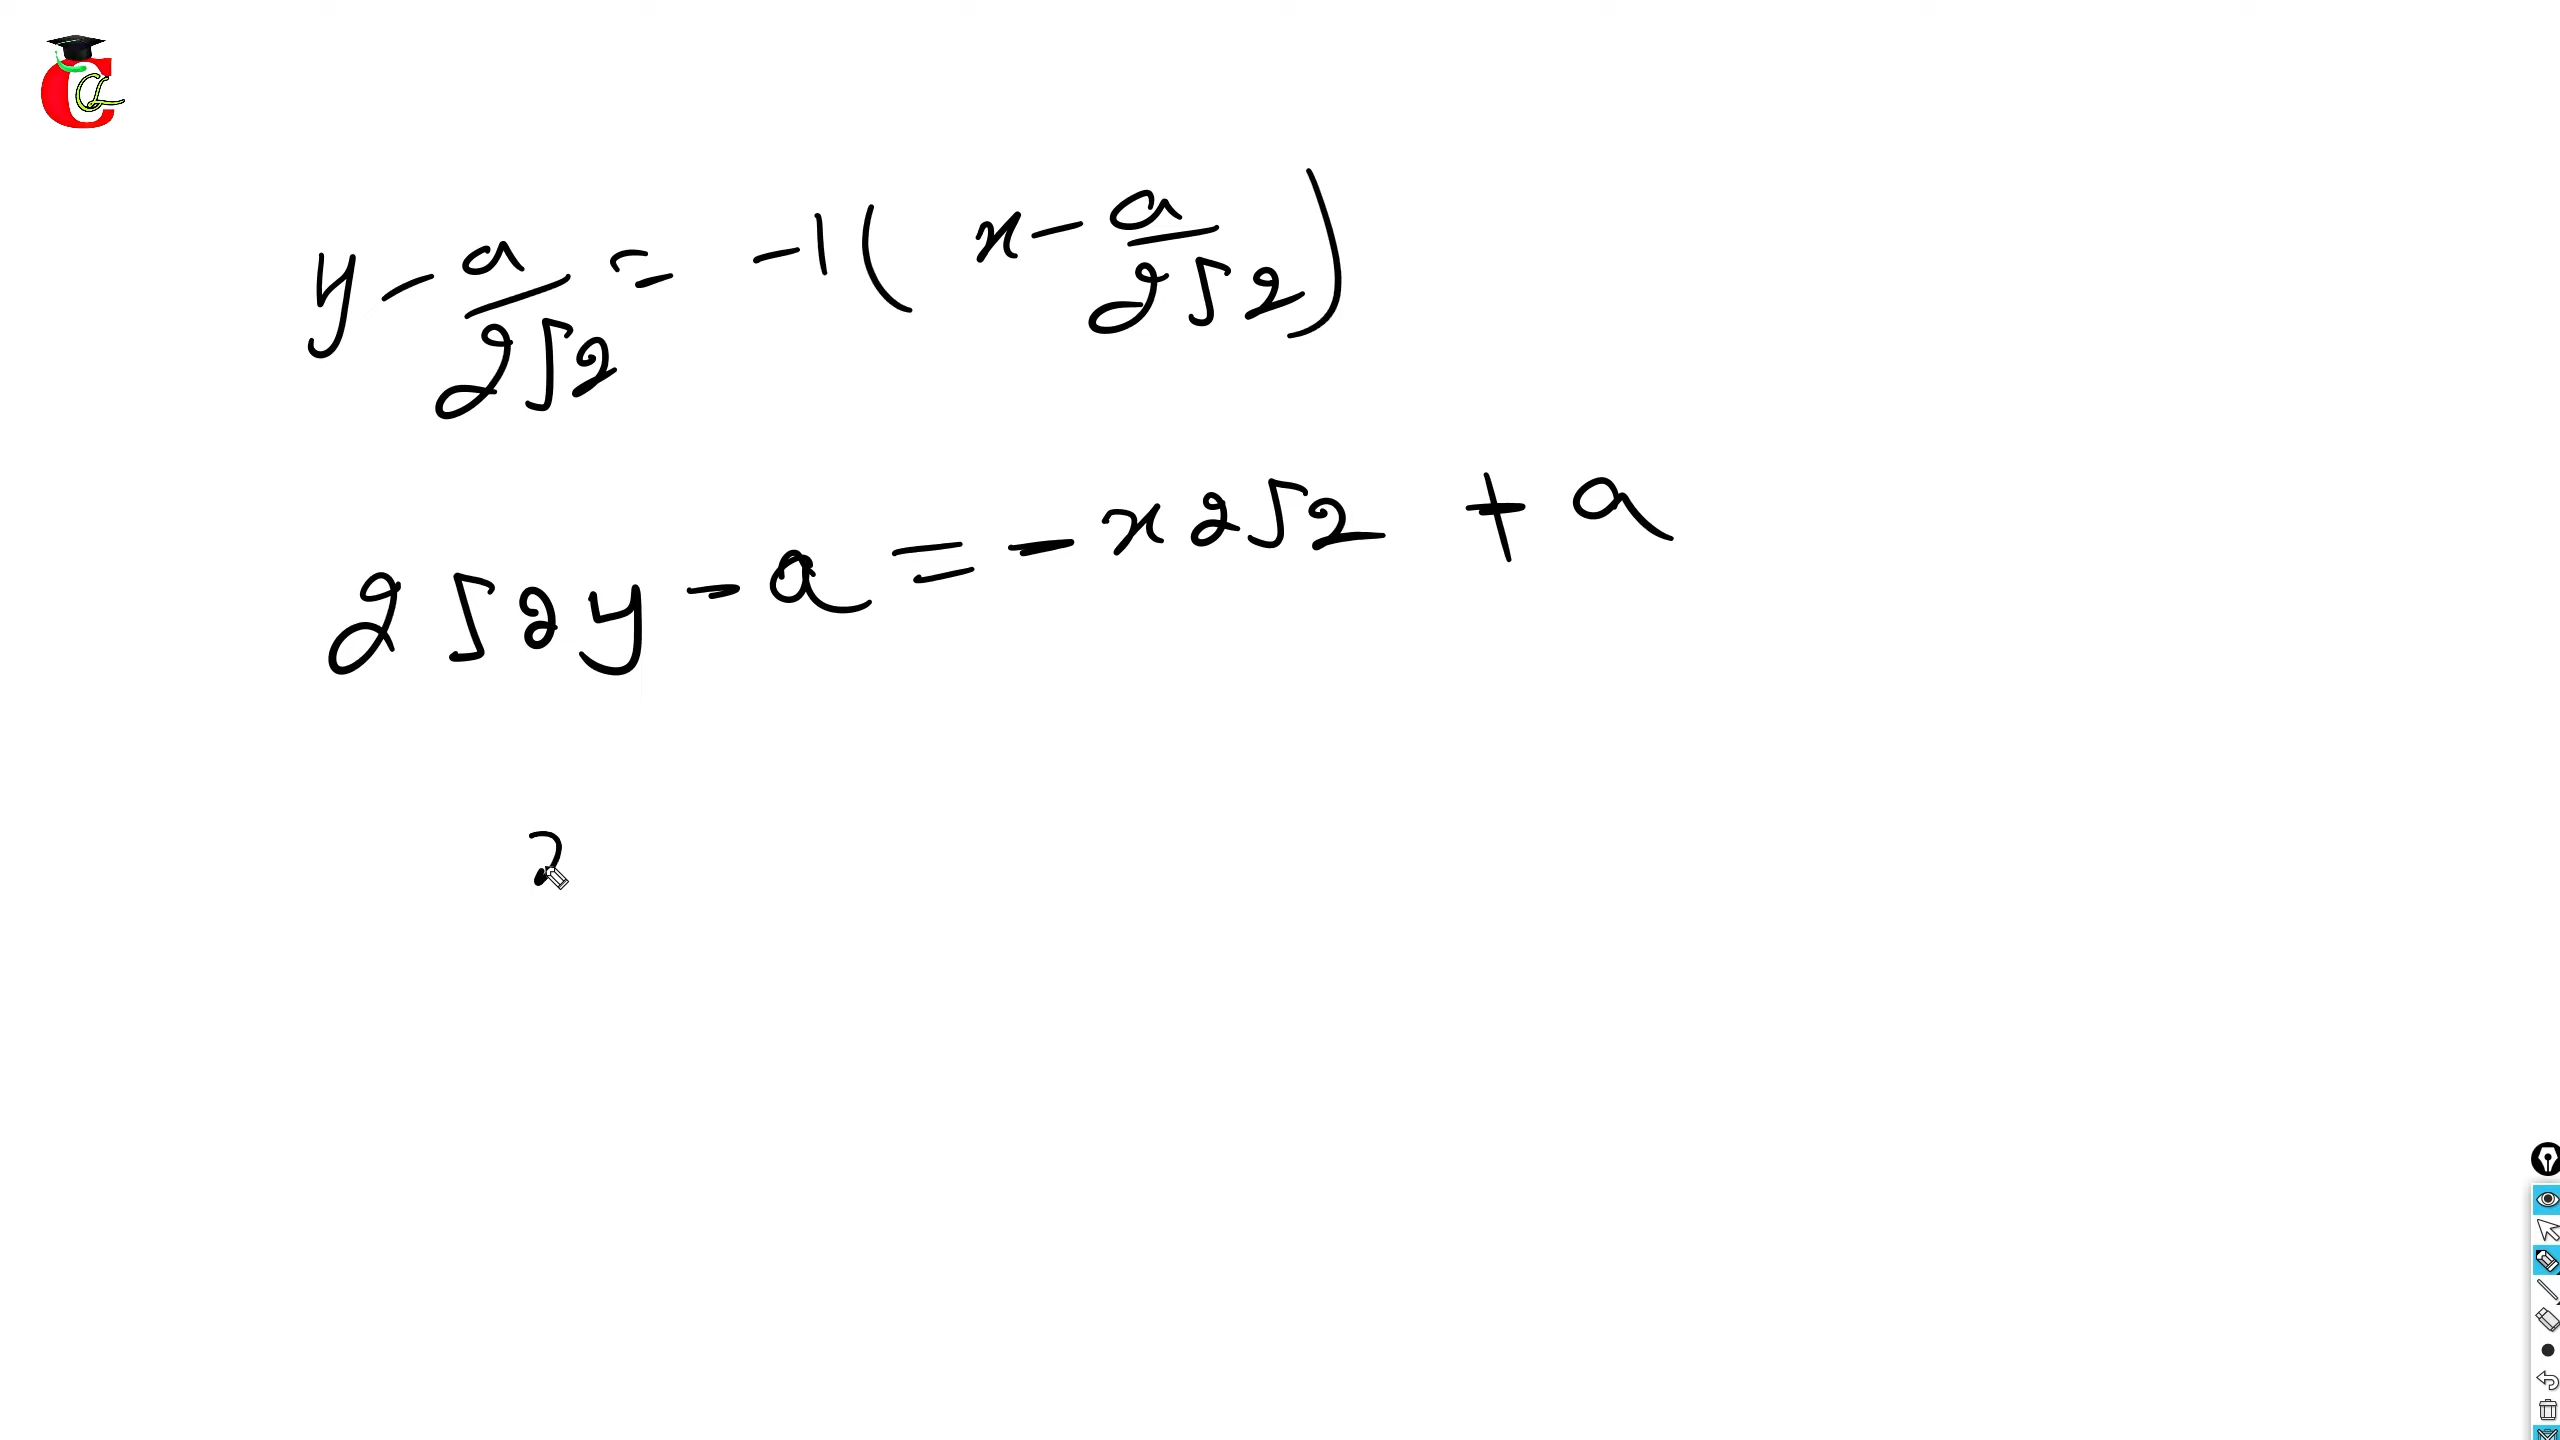 y - a/2√2 = -1( x - a/2√2 )
2√2y - a = -x2√2 + a
2